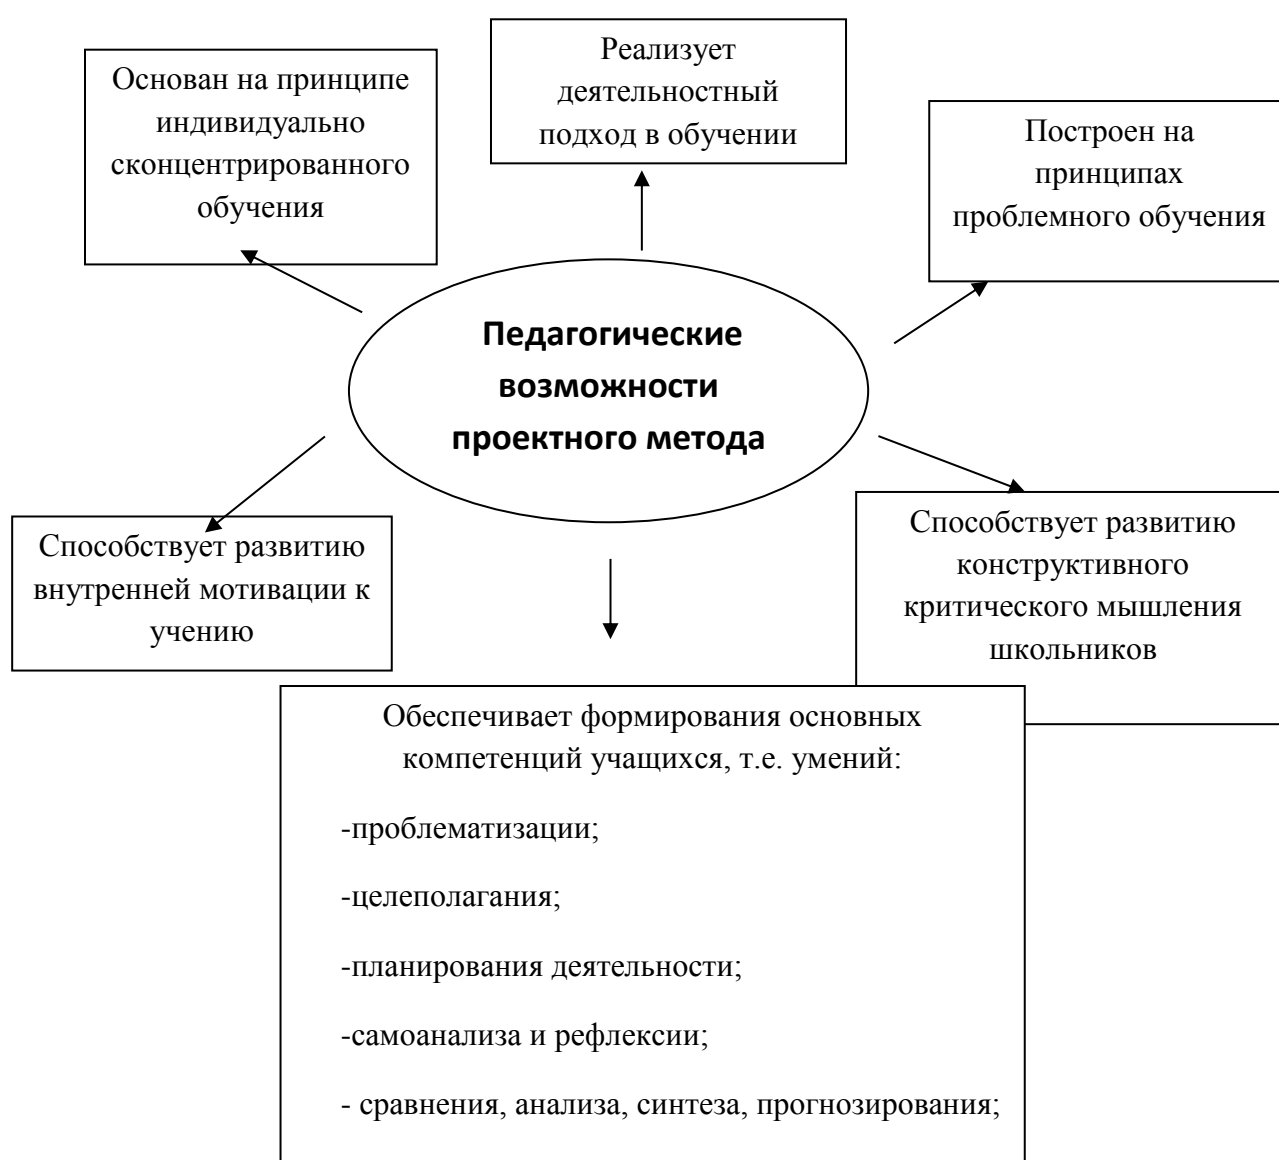 Реализует
деятельностный
подход в обучении
Основан на принципе
индивидуально
сконцентрированного
обучения
Построен на
принципах
проблемного обучения
Педагогические
возможности
проектного метода
Способствует развитию
внутренней мотивации к
учению
Способствует развитию
конструктивного
критического мышления
школьников
Обеспечивает формирования основных
компетенций учащихся, т.е. умений:
-проблематизации;
-целеполагания;
-планирования деятельности;
-самоанализа и рефлексии;
- сравнения, анализа, синтеза, прогнозирования;